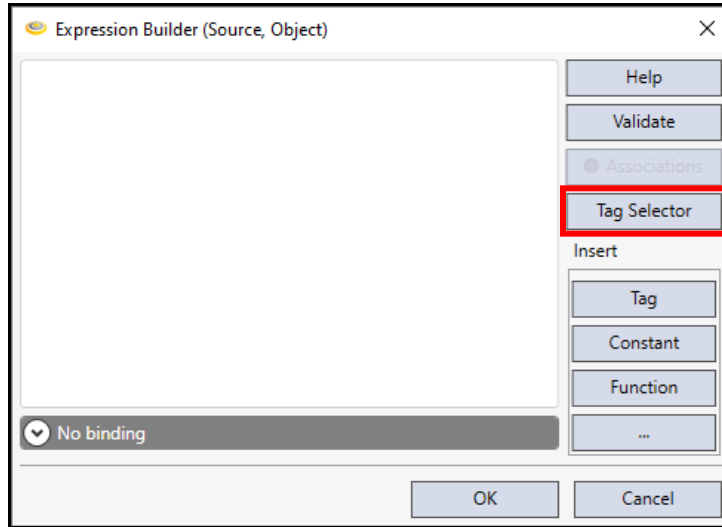 Expression Builder (Source, Object)
Help
Validate
Associations
Tag Selector
Insert
Tag
Constant
Function
...
No binding
OK
Cancel